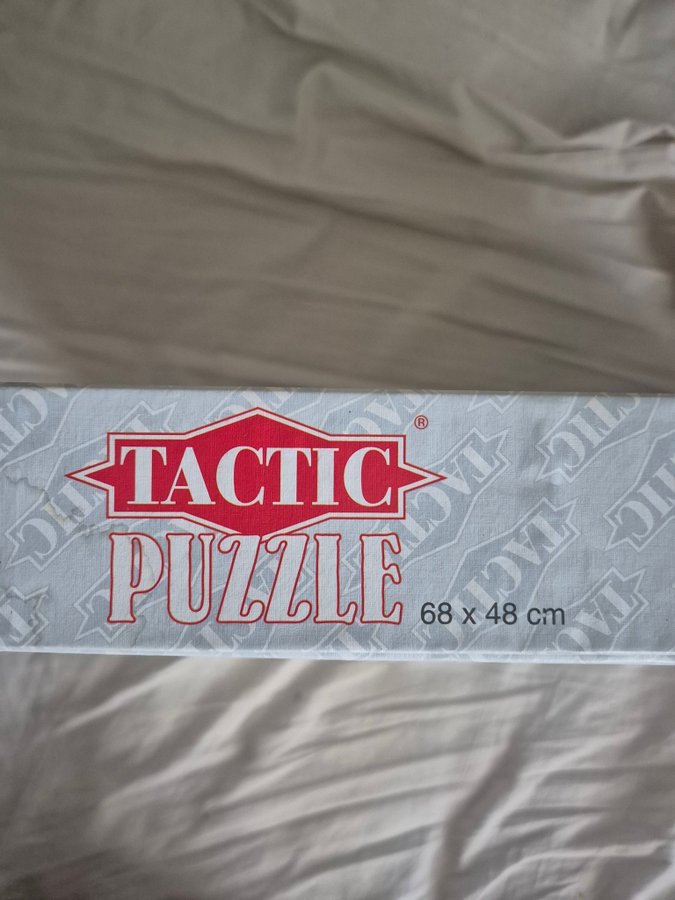 TACTIC®
PUZZLE
68 x 48 cm